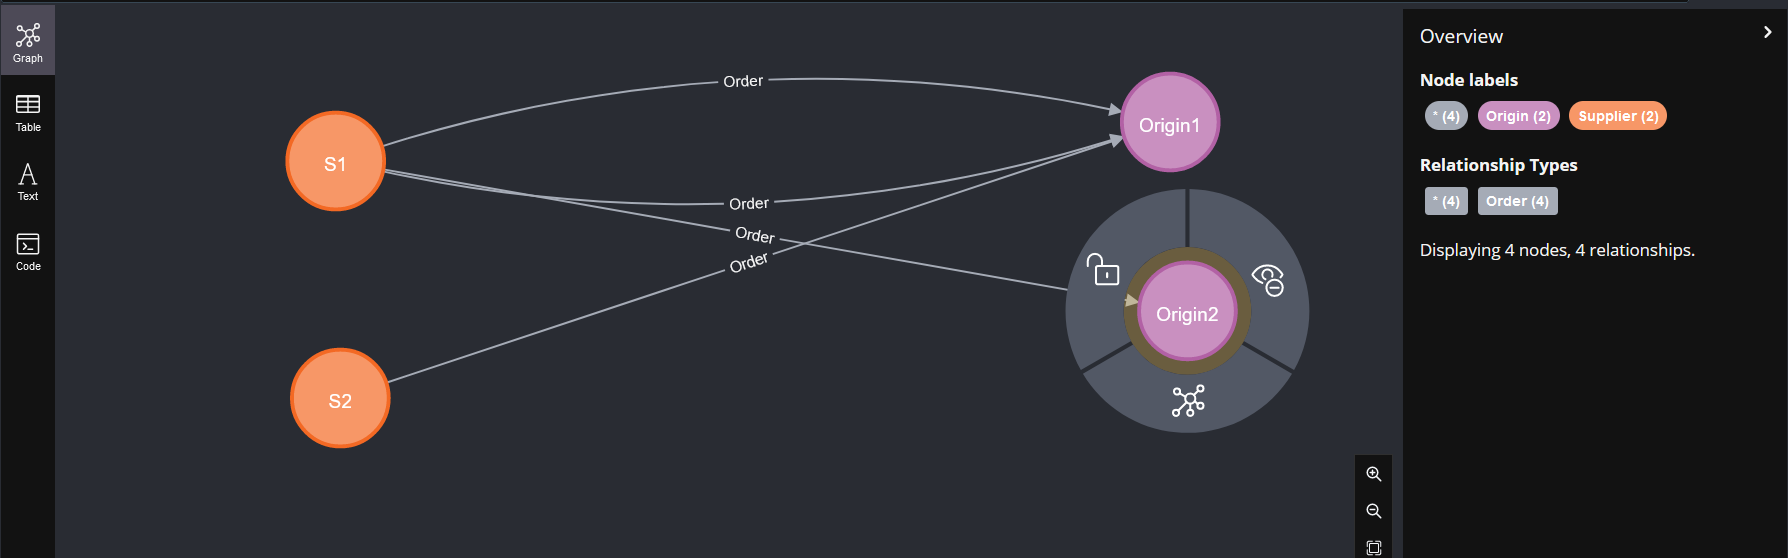 Graph
Table
Text
Code
Order
Order
Order
Order
S1
S2
Origin1
Origin2
Overview
Node labels
* (4) Origin (2) Supplier (2)
Relationship Types
* (4) Order (4)
Displaying 4 nodes, 4 relationships.